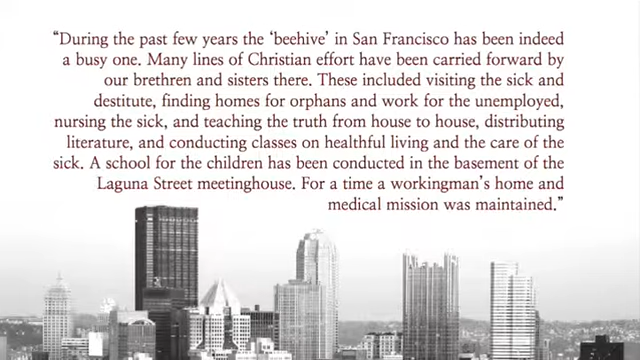 “During the past few years the ‘beehive’ in San Francisco has been indeed
a busy one. Many lines of Christian effort have been carried forward by
our brethren and sisters there. These included visiting the sick and
destitute, finding homes for orphans and work for the unemployed,
nursing the sick, and teaching the truth from house to house, distributing
literature, and conducting classes on healthful living and the care of the
sick. A school for the children has been conducted in the basement of the
Laguna Street meetinghouse. For a time a workingman’s home and
medical mission was maintained.”